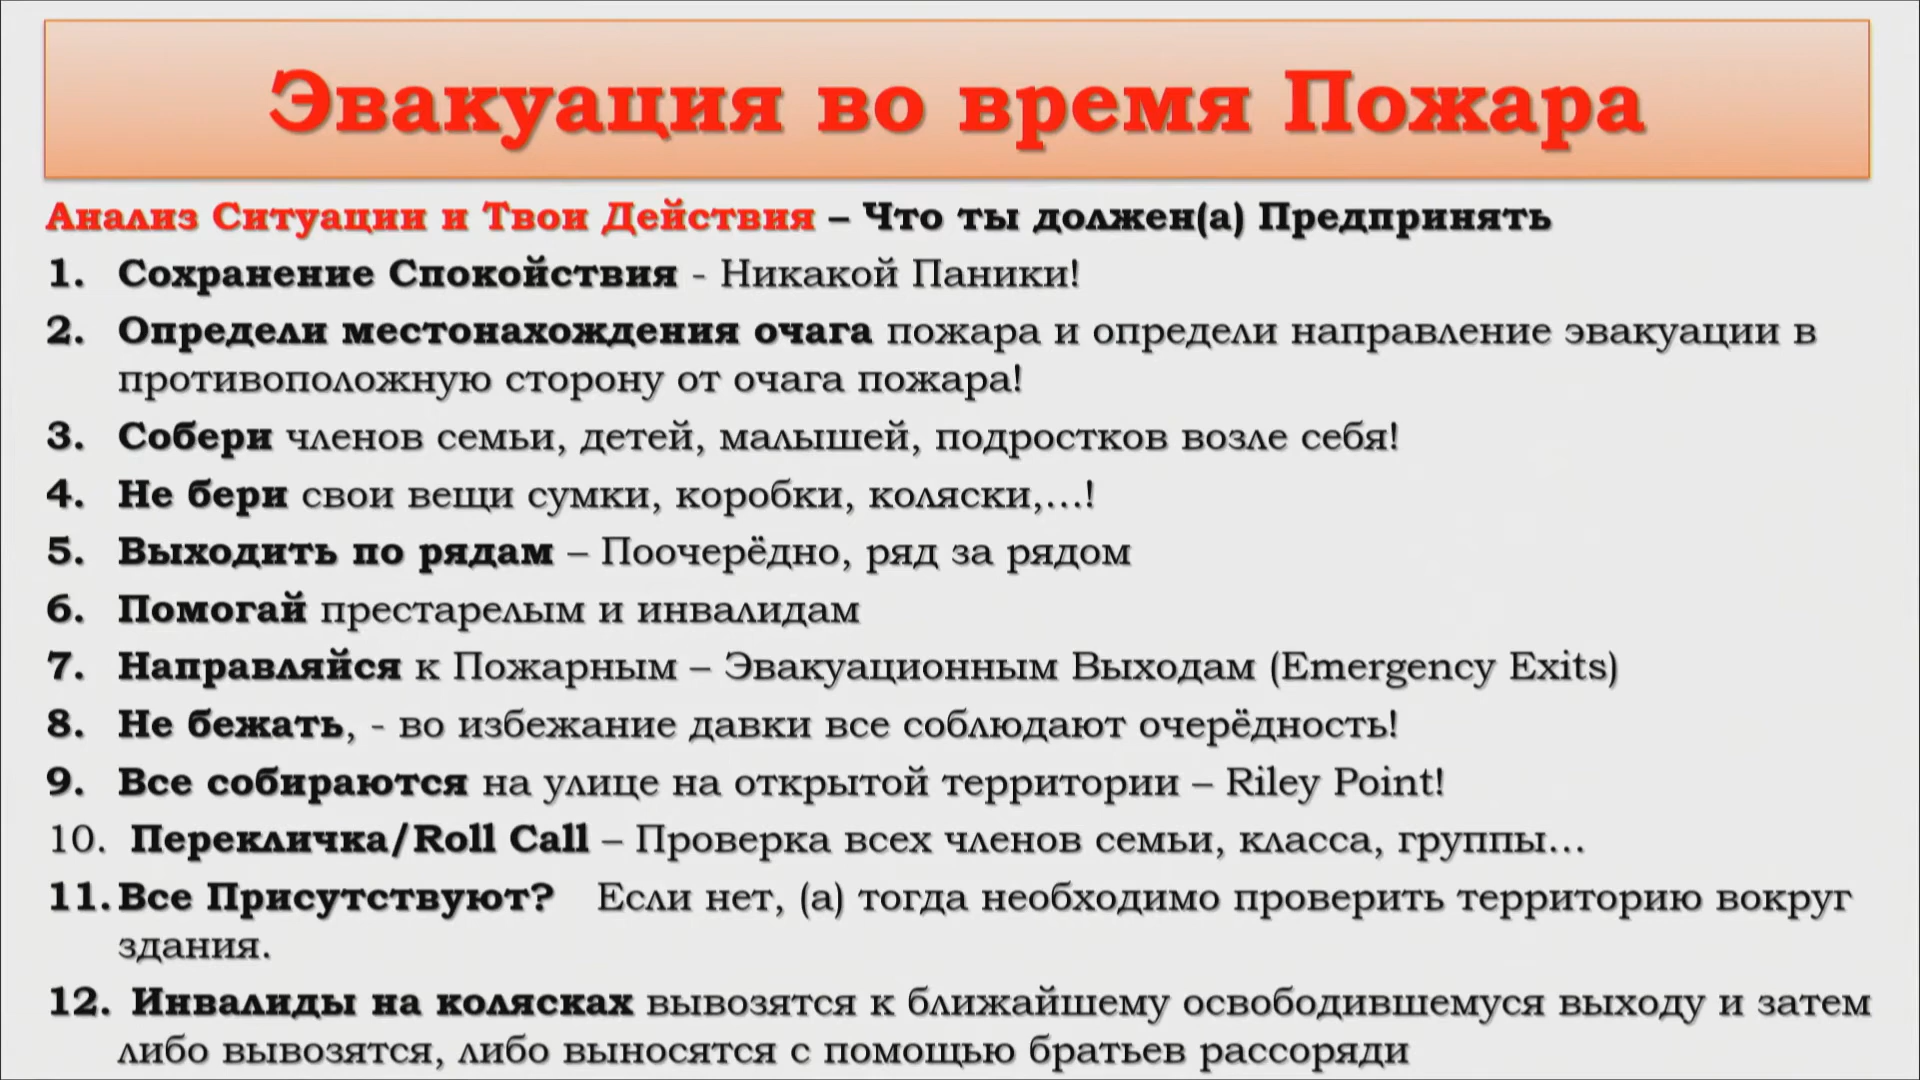 Эвакуация во время Пожара
Анализ Ситуации и Твои Действия – Что ты должен(а) Предпринять
1. Сохранение Спокойствия - Никакой Паники!
2. Определи местонахождения очага пожара и определи направление эвакуации в
противоположную сторону от очага пожара!
3. Собери членов семьи, детей, малышей, подростков возле себя!
4. Не бери свои вещи сумки, коробки, коляски,...!
5. Выходить по рядам – Поочерёдно, ряд за рядом
6. Помогай престарелым и инвалидам
7. Направляйся к Пожарным – Эвакуационным Выходам (Emergency Exits)
8. Не бежать, - во избежание давки все соблюдают очерёдность!
9. Все собираются на улице на открытой территории – Riley Point!
10. Перекличка/Roll Call – Проверка всех членов семьи, класса, группы...
11. Все Присутствуют? Если нет, (а) тогда необходимо проверить территорию вокруг
здания.
12. Инвалиды на колясках вывозятся к ближайшему освободившемуся выходу и затем
либо вывозятся, либо выносятся с помощью братьев рассоряди